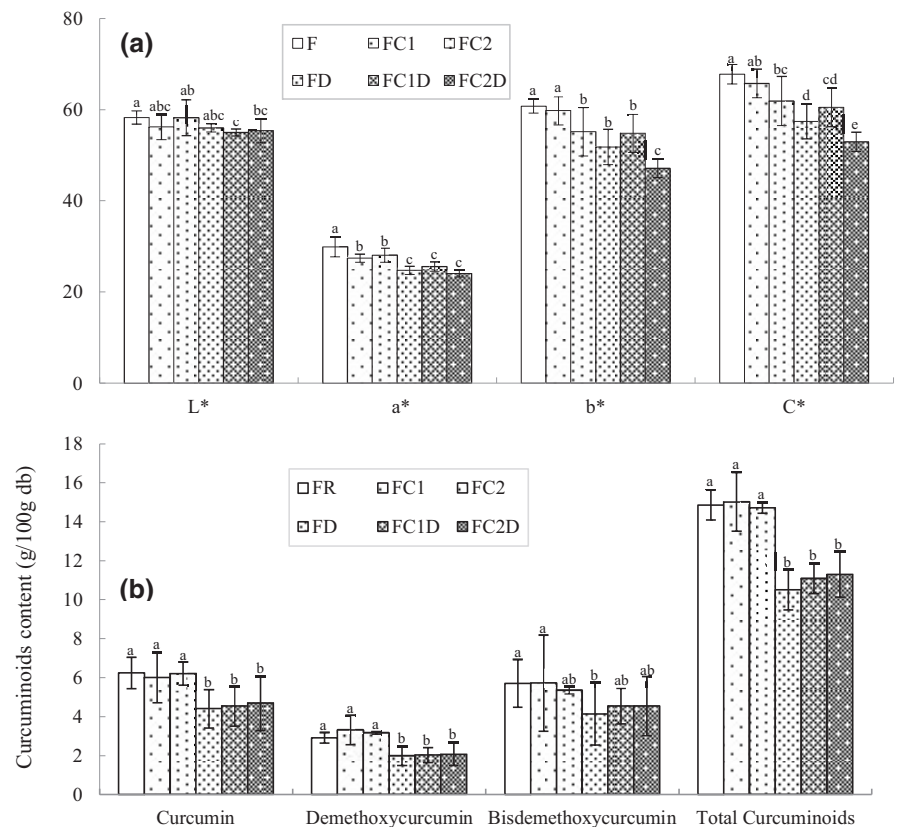 (a)
F FC1 FC2
FD FC1D FC2D
80
60
40
20
0
a abc ab abc c bc
a b b c c c
a a b b b c
a ab bc d cd e
L* a* b* C*
(b)
Curcuminoids content (g/100g db)
FR FC1 FC2
FD FC1D FC2D
18
16
14
12
10
8
6
4
2
0
a a a b b b
a a a b b b
a a ab b ab ab
a a a b b b
Curcumin Demethoxycurcumin Bisdemethoxycurcumin Total Curcuminoids